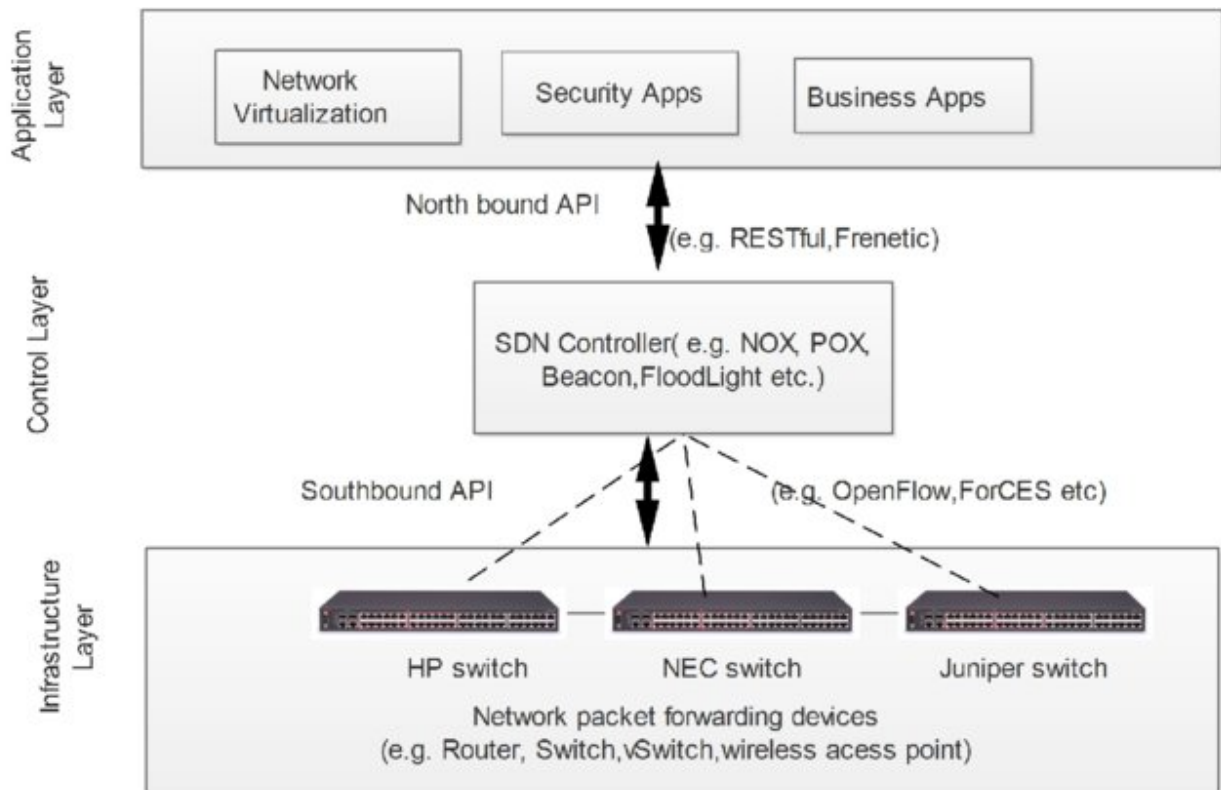 Application
Layer
Network
Virtualization
Security Apps
Business Apps
North bound API
(e.g. RESTful,Frenetic)
Control Layer
SDN Controller( e.g. NOX, POX,
Beacon,FloodLight etc.)
Southbound API
(e.g. OpenFlow,ForCES etc)
Infrastructure
Layer
HP switch
NEC switch
Juniper switch
Network packet forwarding devices
(e.g. Router, Switch,vSwitch,wireless acess point)